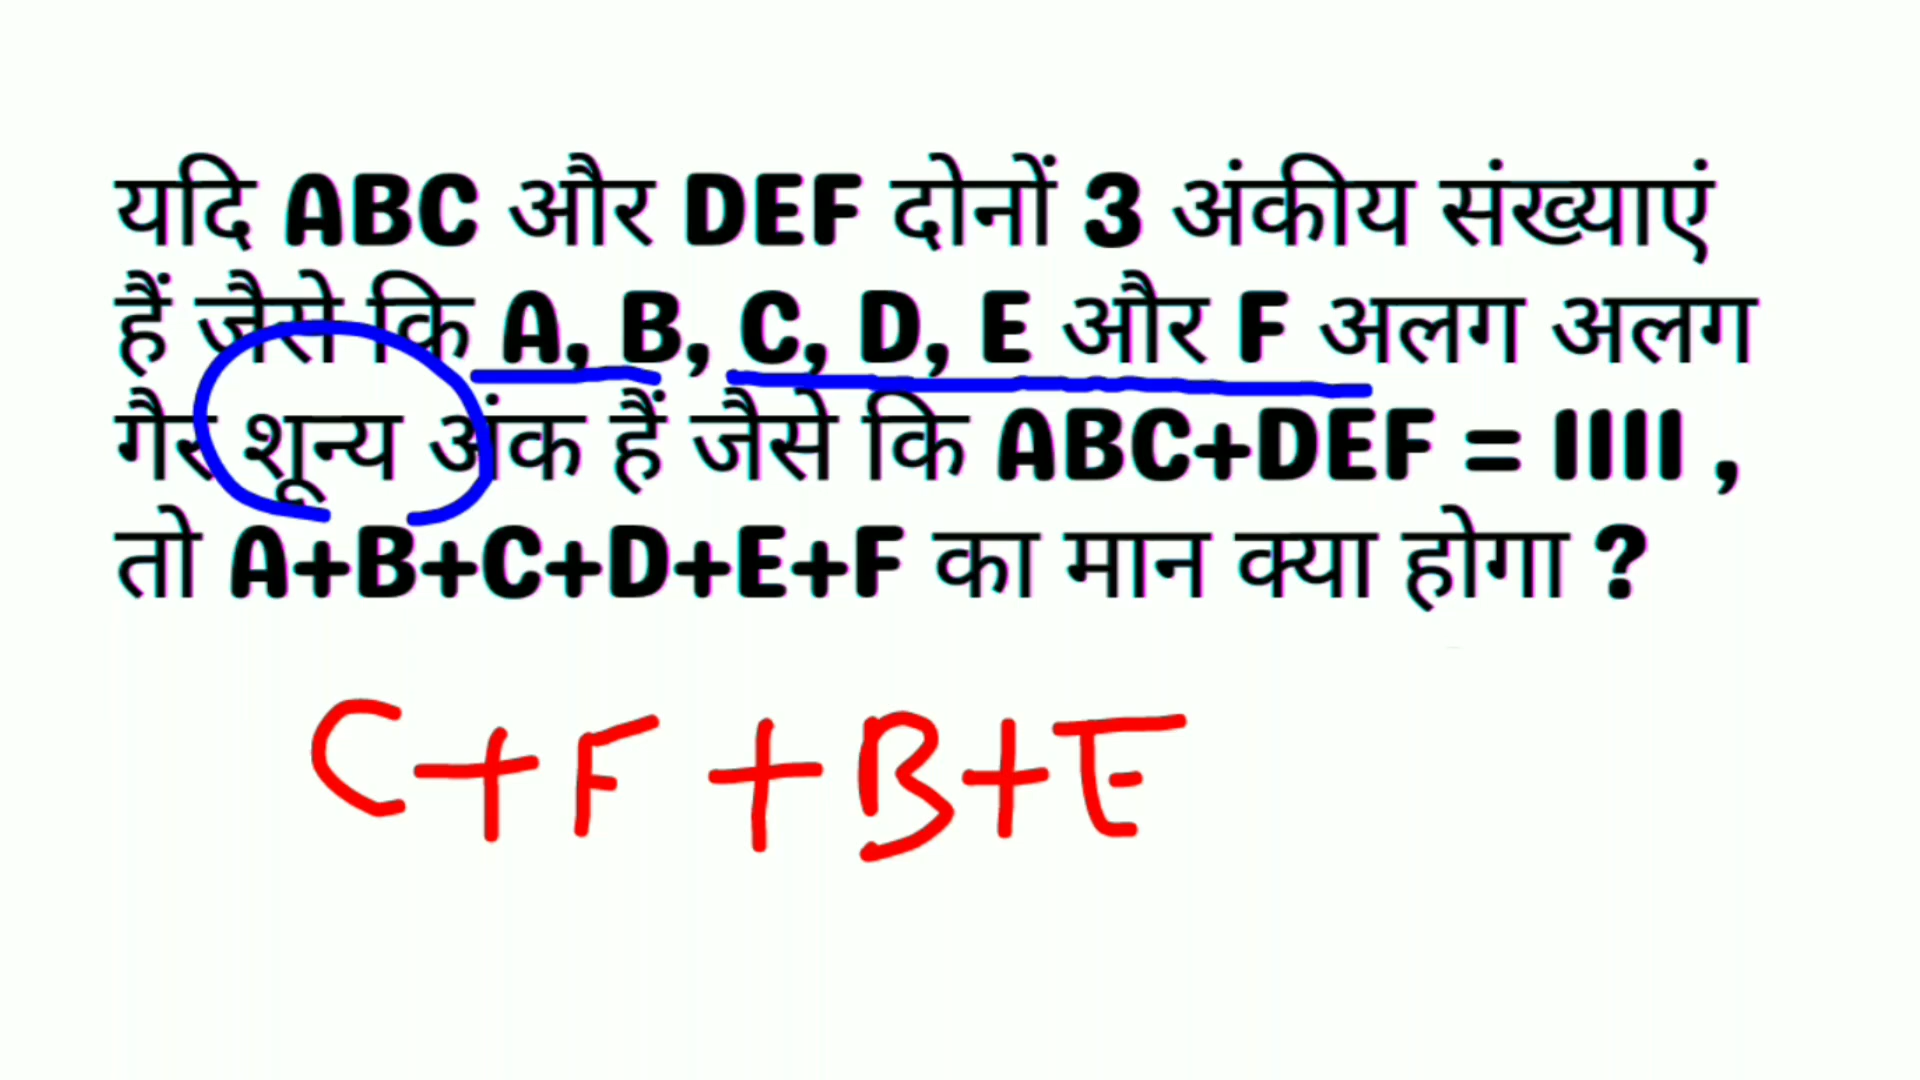 यदि ABC और DEF दोनों 3 अंकीय संख्याएं
हैं जैसे कि A, B, C, D, E और F अलग अलग
गैर शून्य अंक हैं जैसे कि ABC+DEF = 1111 ,
तो A+B+C+D+E+F का मान क्या होगा ?
C+F+B+E